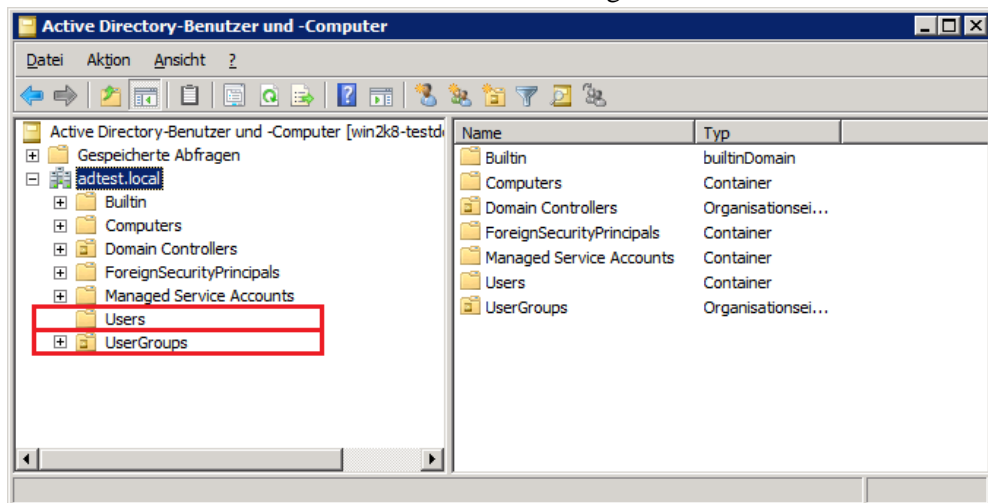 Active Directory-Benutzer und -Computer
Datei Aktion Ansicht ?
Active Directory-Benutzer und -Computer [win2k8-testd
Gespeicherte Abfragen
adtest.local
Builtin
Computers
Domain Controllers
ForeignSecurityPrincipals
Managed Service Accounts
Users
UserGroups
Name Typ
Builtin builtinDomain
Computers Container
Domain Controllers Organisationsei...
ForeignSecurityPrincipals Container
Managed Service Accounts Container
Users Container
UserGroups Organisationsei...